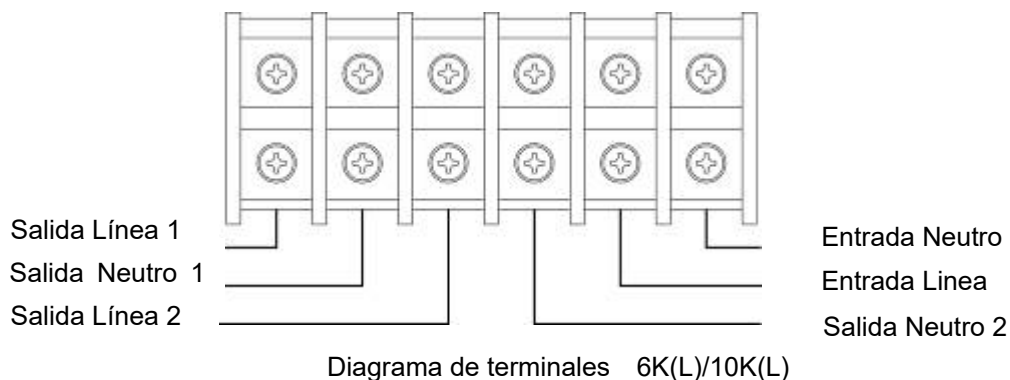 Salida Línea 1
Salida Neutro 1
Salida Línea 2
Entrada Neutro
Entrada Linea
Salida Neutro 2
Diagrama de terminales 6K(L)/10K(L)